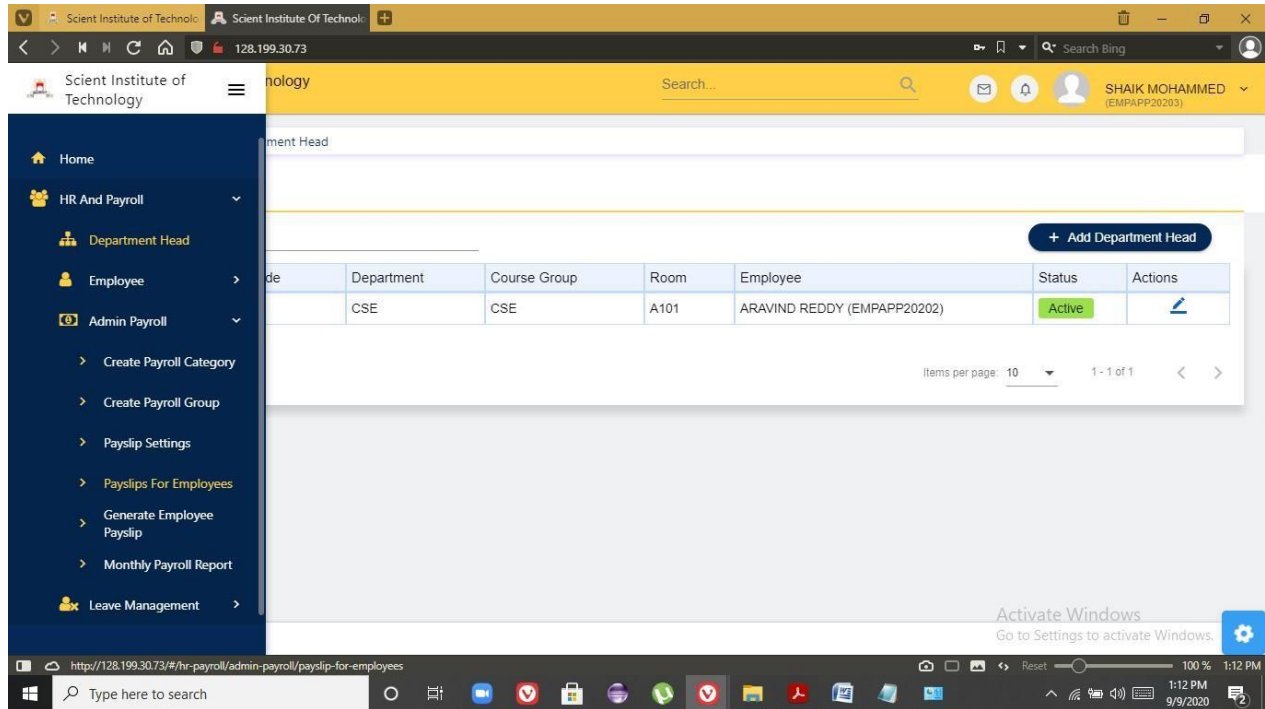 Scient Institute of Technolo
Scient Institute Of Technolo
128.199.30.73
Search Bing
Scient Institute of
Technology
nology
Search...
SHAIK MOHAMMED
(EMPAPP20203)
ment Head
Home
HR And Payroll
Department Head
Employee
Admin Payroll
Create Payroll Category
Create Payroll Group
Payslip Settings
Payslips For Employees
Generate Employee
Payslip
Monthly Payroll Report
Leave Management
+ Add Department Head
de Department Course Group Room Employee Status Actions
CSE CSE A101 ARAVIND REDDY (EMPAPP20202) Active
Items per page: 10 1 - 1 of 1
Activate Windows
Go to Settings to activate Windows.
http://128.199.30.73/#/hr-payroll/admin-payroll/payslip-for-employees
Reset 100 % 1:12 PM
Type here to search
1:12 PM
9/9/2020
2